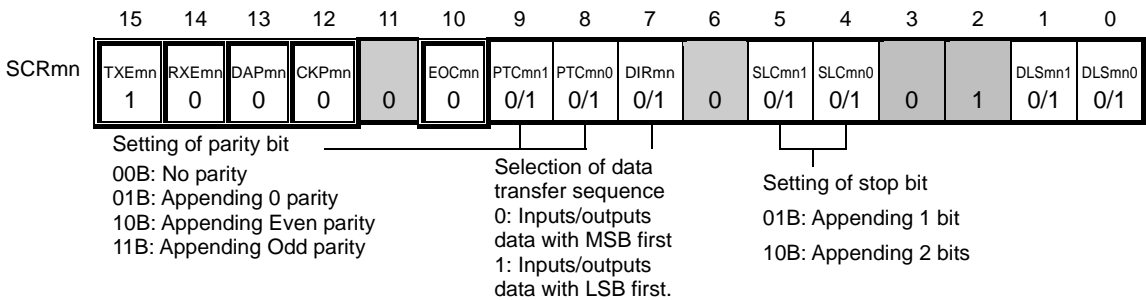 15 14 13 12 11 10 9 8 7 6 5 4 3 2 1 0
SCRmn TXEmn RXEmn DAPmn CKPmn EOCmn PTCmn1 PTCmn0 DIRmn SLCmn1 SLCmn0 DLSmn1 DLSmn0
1 0 0 0 0 0 0/1 0/1 0/1 0 0/1 0/1 0 1 0/1 0/1
Setting of parity bit
00B: No parity
01B: Appending 0 parity
10B: Appending Even parity
11B: Appending Odd parity
Selection of data
transfer sequence
0: Inputs/outputs
data with MSB first
1: Inputs/outputs
data with LSB first.
Setting of stop bit
01B: Appending 1 bit
10B: Appending 2 bits